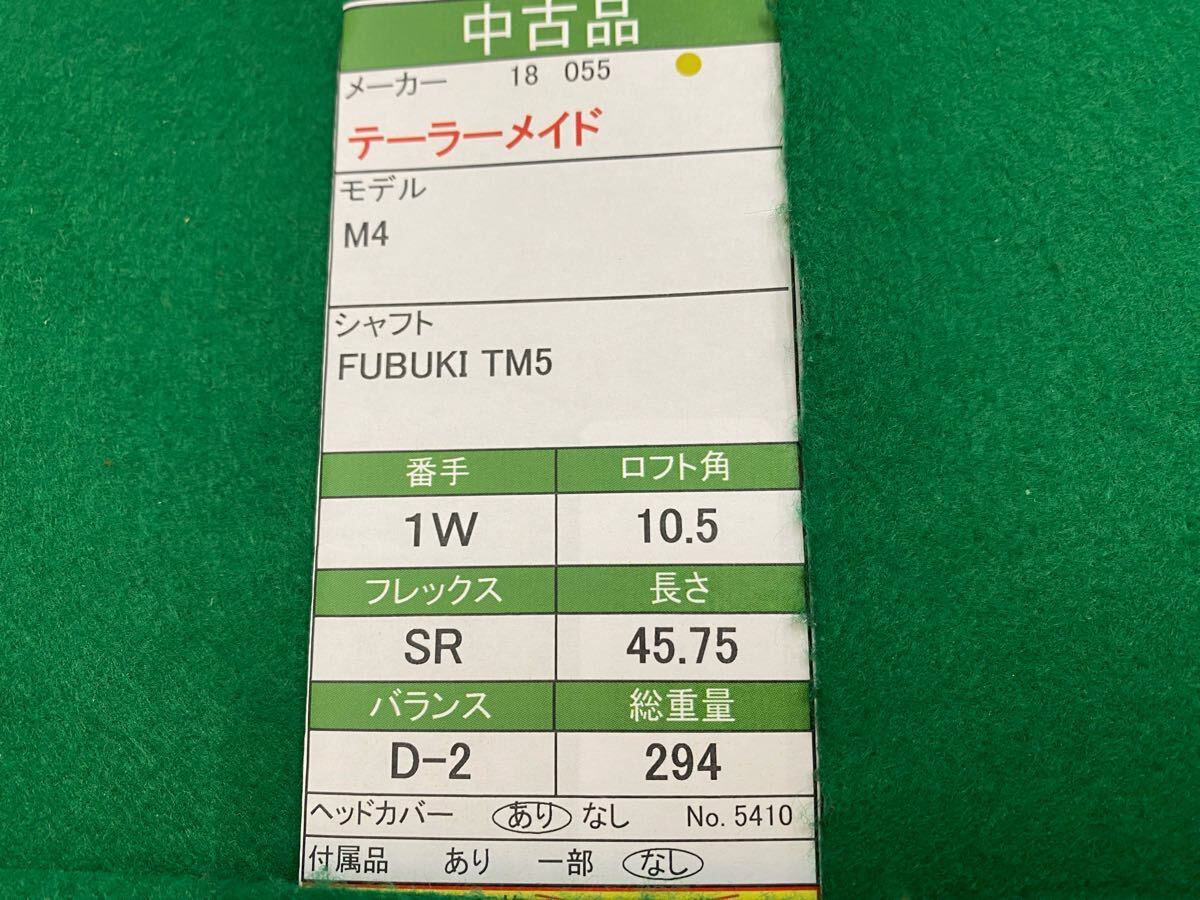 中古品
メーカー 18 055
テーラーメイド
モデル
M4
シャフト
FUBUKI TM5
番手 ロフト角
1W 10.5
フレックス 長さ
SR 45.75
バランス 総重量
D-2 294
ヘッドカバー あり なし No. 5410
付属品 あり 一部 なし